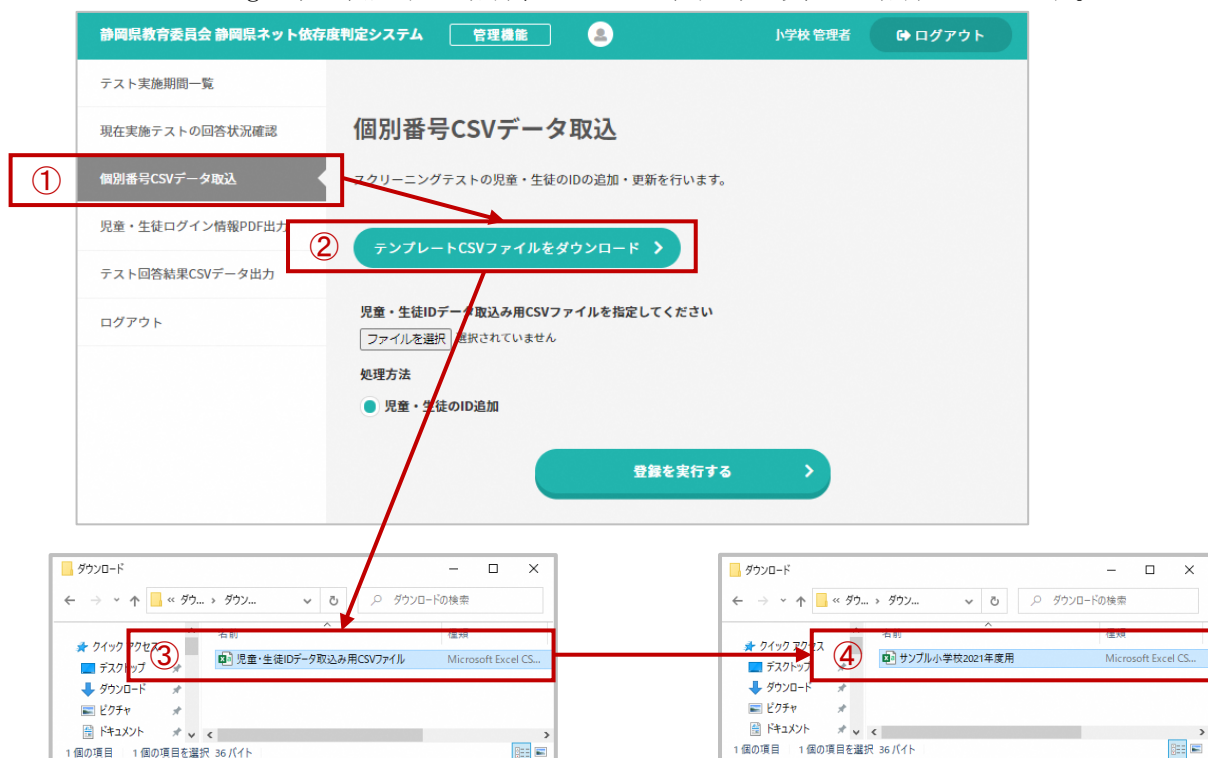 静岡県教育委員会 静岡県ネット依存度判定システム 管理機能 小学校 管理者 ログアウト
テスト実施期間一覧
現在実施テストの回答状況確認
個別番号CSVデータ取込
児童・生徒ログイン情報PDF出力
テスト回答結果CSVデータ出力
ログアウト
個別番号CSVデータ取込
スクリーニングテストの児童・生徒のIDの追加・更新を行います。
①
②
テンプレートCSVファイルをダウンロード
児童・生徒IDデータ取込み用CSVファイルを指定してください
ファイルを選択 選択されていません
処理方法
児童・生徒のID追加
登録を実行する
ダウンロード
« ダウ... › ダウン... ダウンロードの検索
名前 種類
クイック アクセス
③
児童・生徒IDデータ取込み用CSVファイル Microsoft Excel CS...
デスクトップ
ダウンロード
ピクチャ
ドキュメント
1 個の項目 1 個の項目を選択 36 バイト
ダウンロード
« ダウ... › ダウン... ダウンロードの検索
名前 種類
クイック アクセス
④
サンプル小学校2021年度用 Microsoft Excel CS...
デスクトップ
ダウンロード
ピクチャ
ドキュメント
1 個の項目 1 個の項目を選択 36 バイト